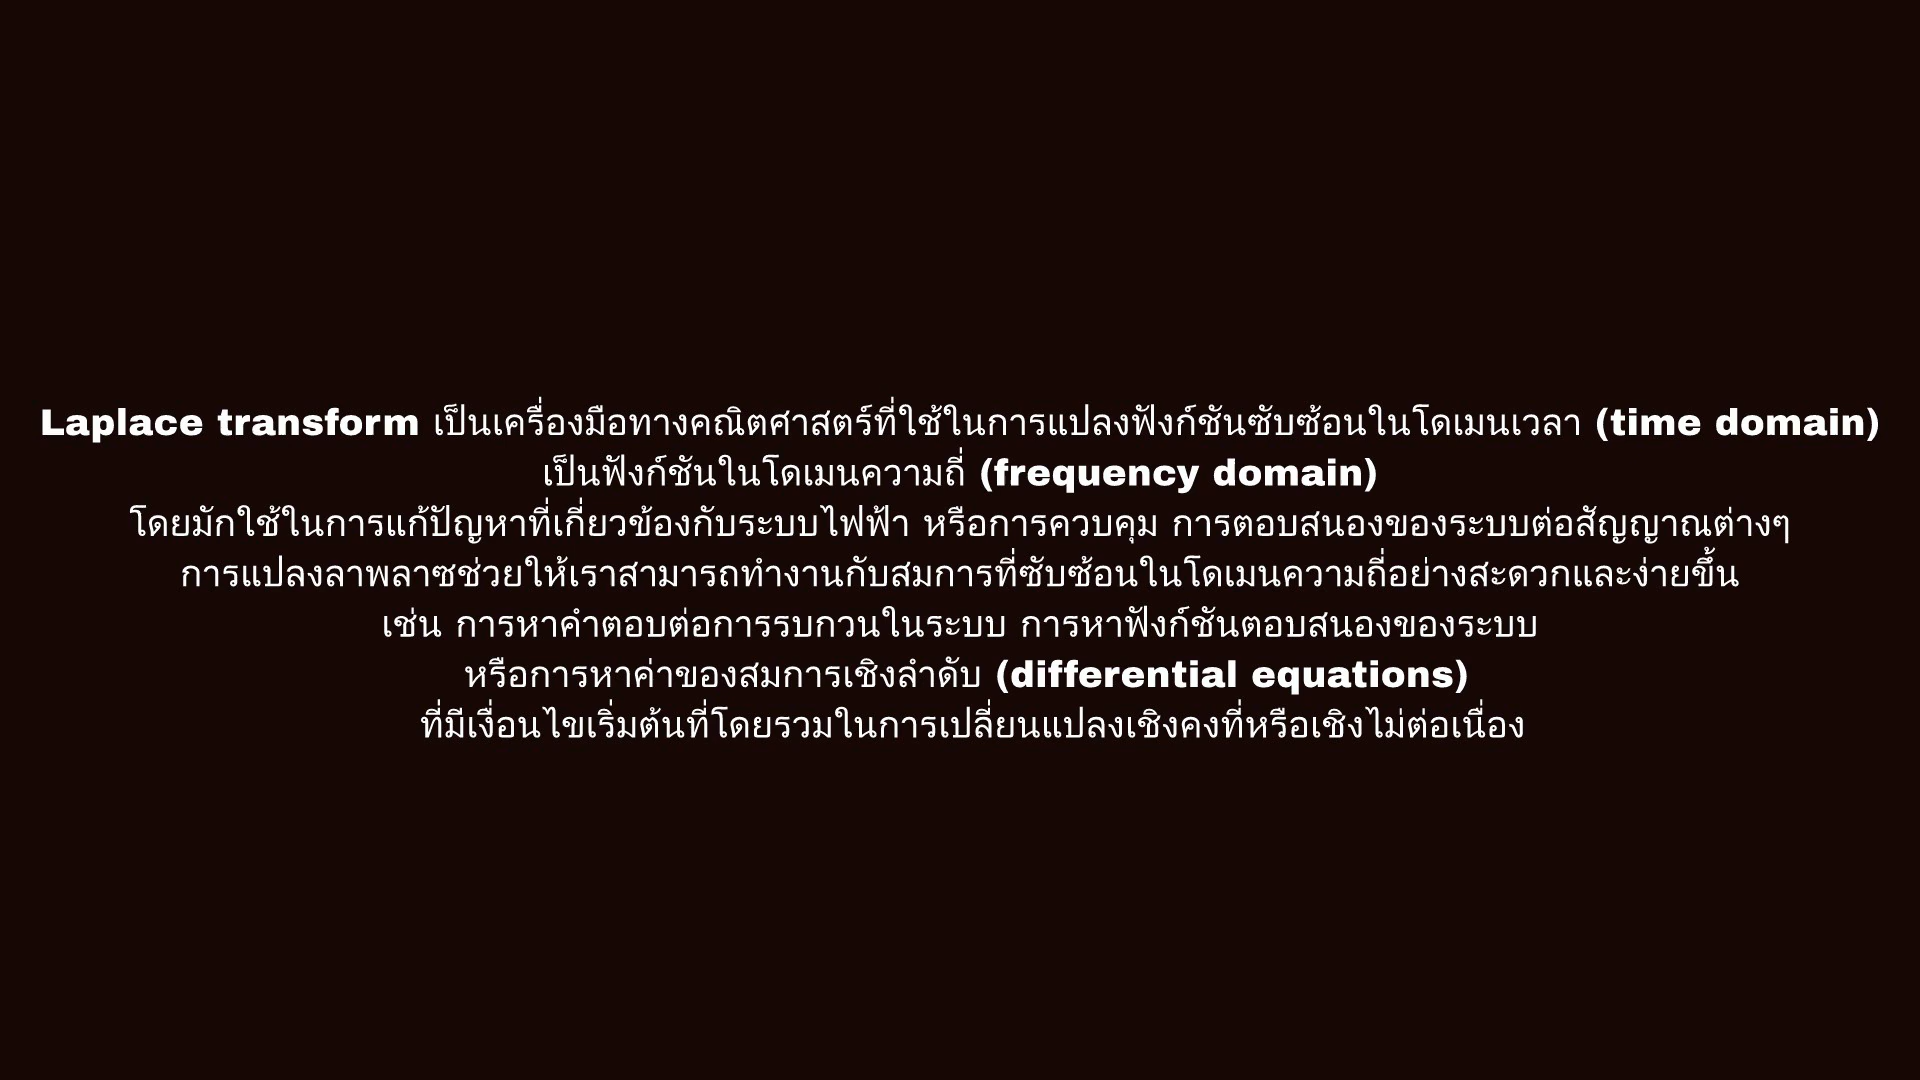 Laplace transform เป็นเครื่องมือทางคณิตศาสตร์ที่ใช้ในการแปลงฟังก์ชันซับซ้อนในโดเมนเวลา (time domain)
เป็นฟังก์ชันในโดเมนความถี่ (frequency domain)
โดยมักใช้ในการแก้ปัญหาที่เกี่ยวข้องกับระบบไฟฟ้า หรือการควบคุม การตอบสนองของระบบต่อสัญญาณต่างๆ
การแปลงลาพลาซช่วยให้เราสามารถทำงานกับสมการที่ซับซ้อนในโดเมนความถี่อย่างสะดวกและง่ายขึ้น
เช่น การหาคำตอบต่อการรบกวนในระบบ การหาฟังก์ชันตอบสนองของระบบ
หรือการหาค่าของสมการเชิงลำดับ (differential equations)
ที่มีเงื่อนไขเริ่มต้นที่โดยรวมในการเปลี่ยนแปลงเชิงคงที่หรือเชิงไม่ต่อเนื่อง